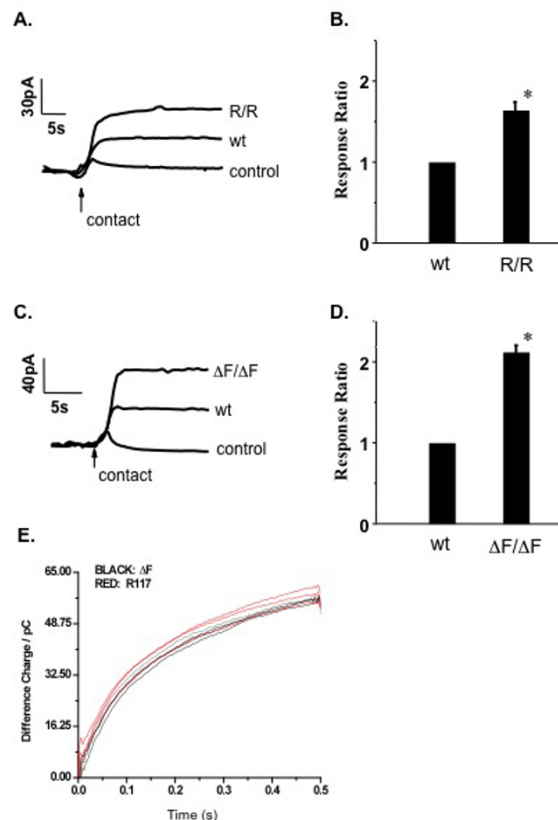 A.
30pA
5s
R/R
wt
control
contact
B.
Response Ratio
2
1
0
*
wt
R/R
C.
40pA
5s
ΔF/ΔF
wt
control
contact
D.
Response Ratio
2
1
0
*
wt
ΔF/ΔF
E.
BLACK: ΔF
RED: R117
Difference Charge / pC
65.00
48.75
32.50
16.25
0.00
0.0
0.1
0.2
0.3
0.4
0.5
Time (s)